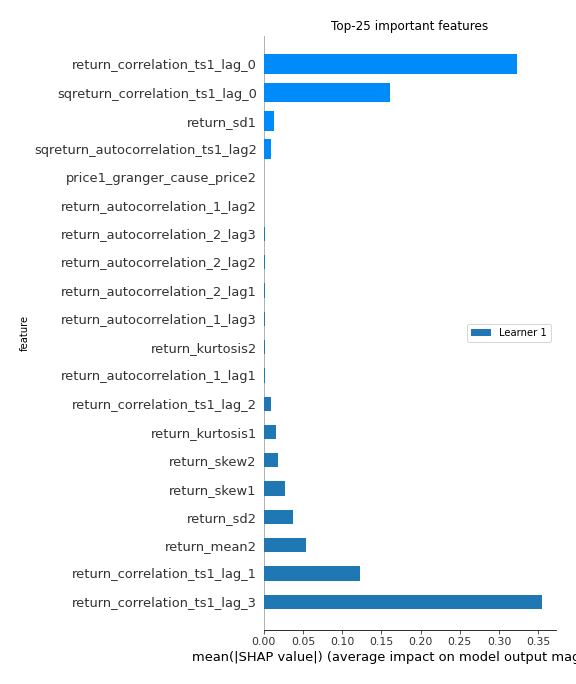 Top-25 important features
return_correlation_ts1_lag_0
sqreturn_correlation_ts1_lag_0
return_sd1
sqreturn_autocorrelation_ts1_lag2
price1_granger_cause_price2
return_autocorrelation_1_lag2
return_autocorrelation_2_lag3
return_autocorrelation_2_lag2
return_autocorrelation_2_lag1
return_autocorrelation_1_lag3
return_kurtosis2
return_autocorrelation_1_lag1
return_correlation_ts1_lag_2
return_kurtosis1
return_skew2
return_skew1
return_sd2
return_mean2
return_correlation_ts1_lag_1
return_correlation_ts1_lag_3
feature
Learner 1
0.00 0.05 0.10 0.15 0.20 0.25 0.30 0.35
mean(|SHAP value|) (average impact on model output mag